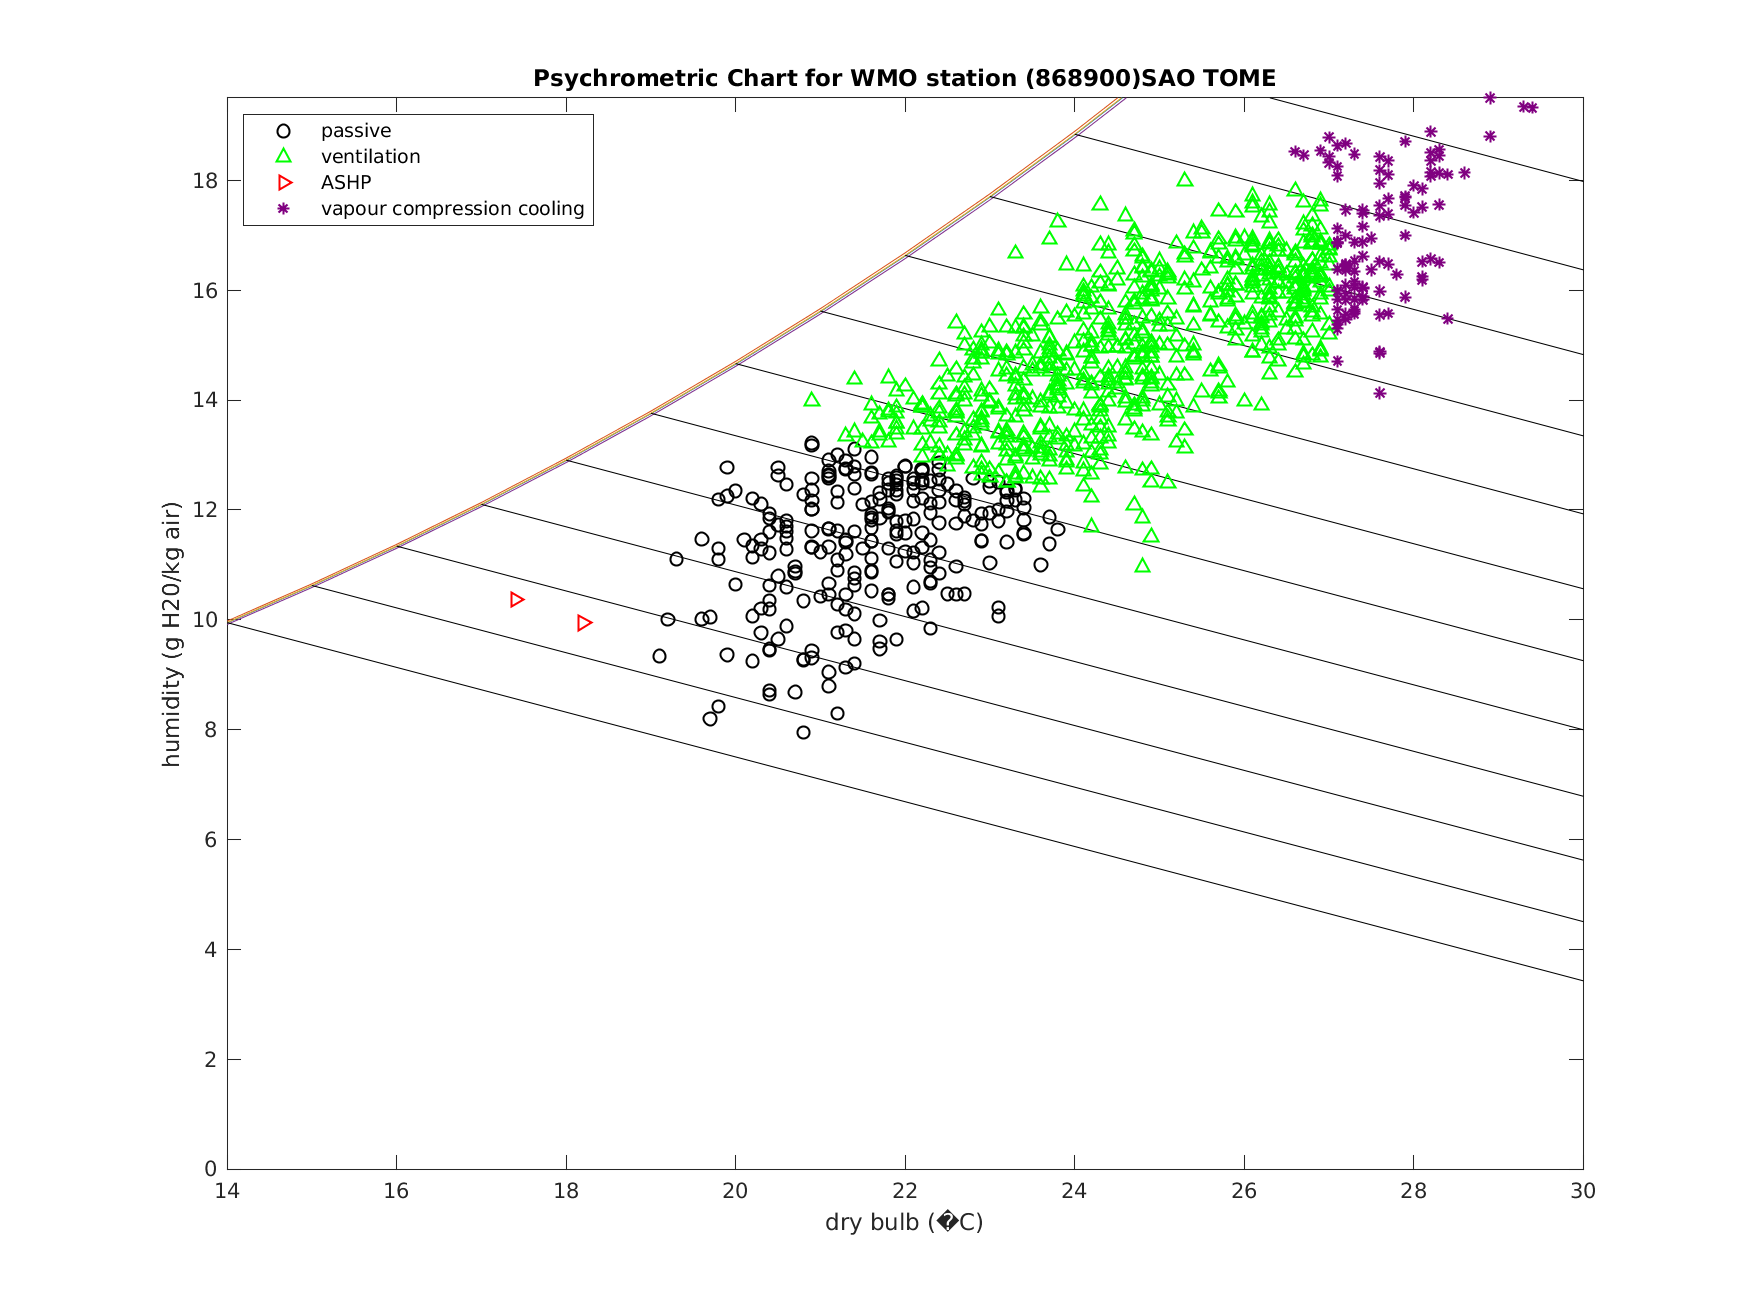 Psychrometric Chart for WMO station (868900)SAO TOME
passive
ventilation
ASHP
vapour compression cooling
humidity (g H20/kg air)
18
16
14
12
10
8
6
4
2
0
14 16 18 20 22 24 26 28 30
dry bulb (�C)